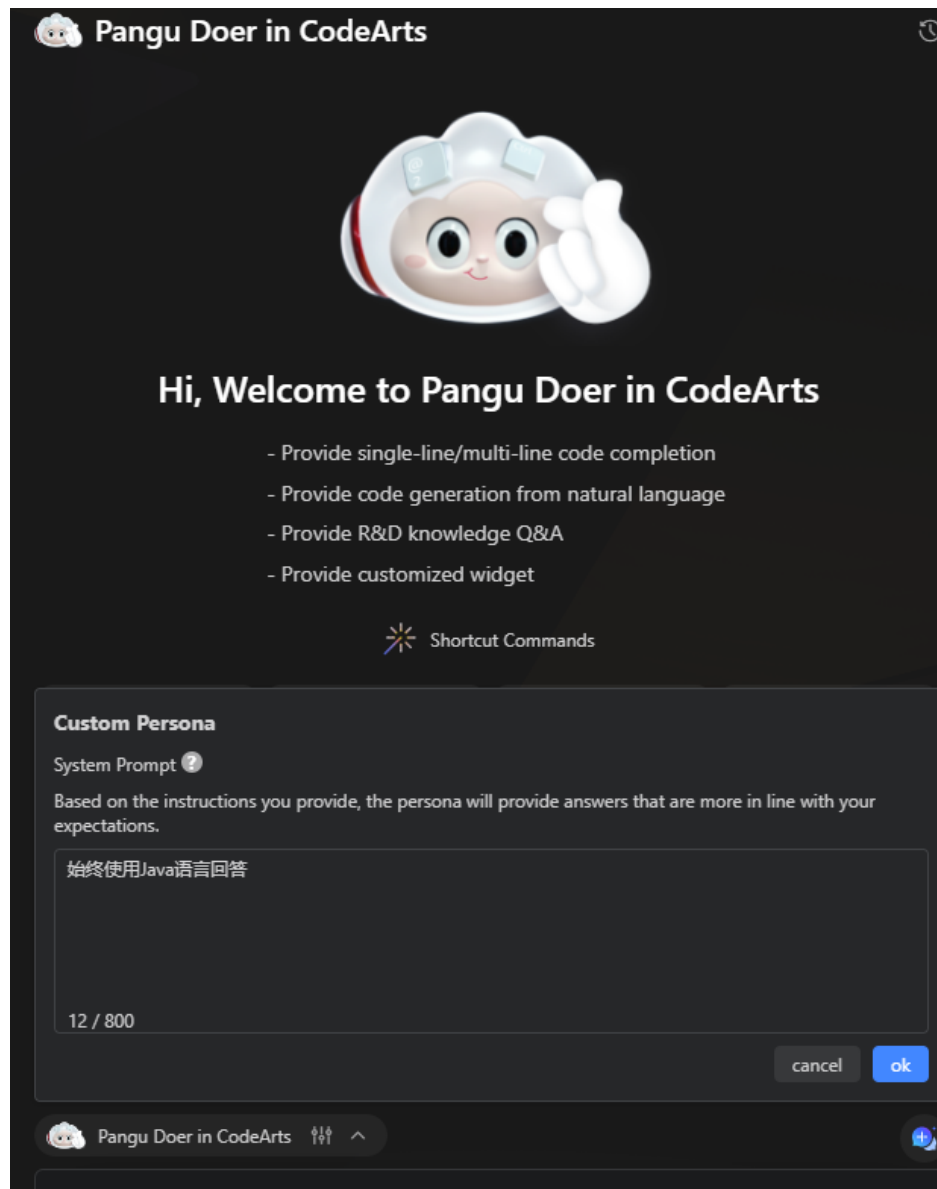 Pangu Doer in CodeArts
Hi, Welcome to Pangu Doer in CodeArts
- Provide single-line/multi-line code completion
- Provide code generation from natural language
- Provide R&D knowledge Q&A
- Provide customized widget
Shortcut Commands
Custom Persona
System Prompt ?
Based on the instructions you provide, the persona will provide answers that are more in line with your
expectations.
始终使用Java语言回答
12 / 800
cancel ok
Pangu Doer in CodeArts